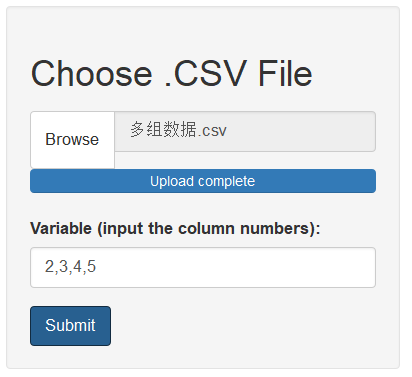 Choose .CSV File
Browse
多组数据.csv
Upload complete
Variable (input the column numbers):
2,3,4,5
Submit